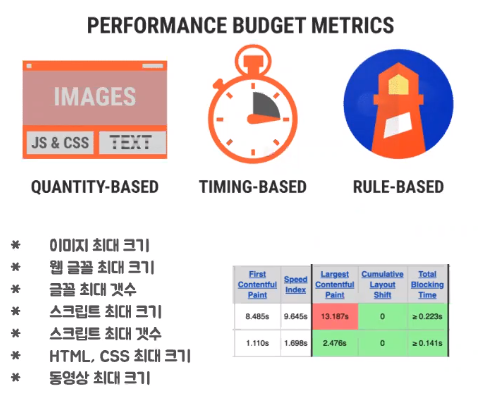 PERFORMANCE BUDGET METRICS
IMAGES
JS & CSS
TEXT
QUANTITY-BASED
TIMING-BASED
RULE-BASED
* 이미지 최대 크기
* 웹 글꼴 최대 크기
* 글꼴 최대 갯수
* 스크립트 최대 크기
* 스크립트 최대 갯수
* HTML, CSS 최대 크기
* 동영상 최대 크기
First Contentful Paint
Speed Index
Largest Contentful Paint
Cumulative Layout Shift
Total Blocking Time
8.485s 9.645s 13.187s 0 ≥ 0.223s
1.110s 1.698s 2.476s 0 ≥ 0.141s